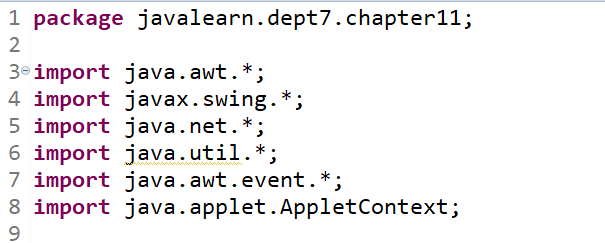 1 package javalearn.dept7.chapter11;
2
3 import java.awt.*;
4 import javax.swing.*;
5 import java.net.*;
6 import java.util.*;
7 import java.awt.event.*;
8 import java.applet.AppletContext;
9